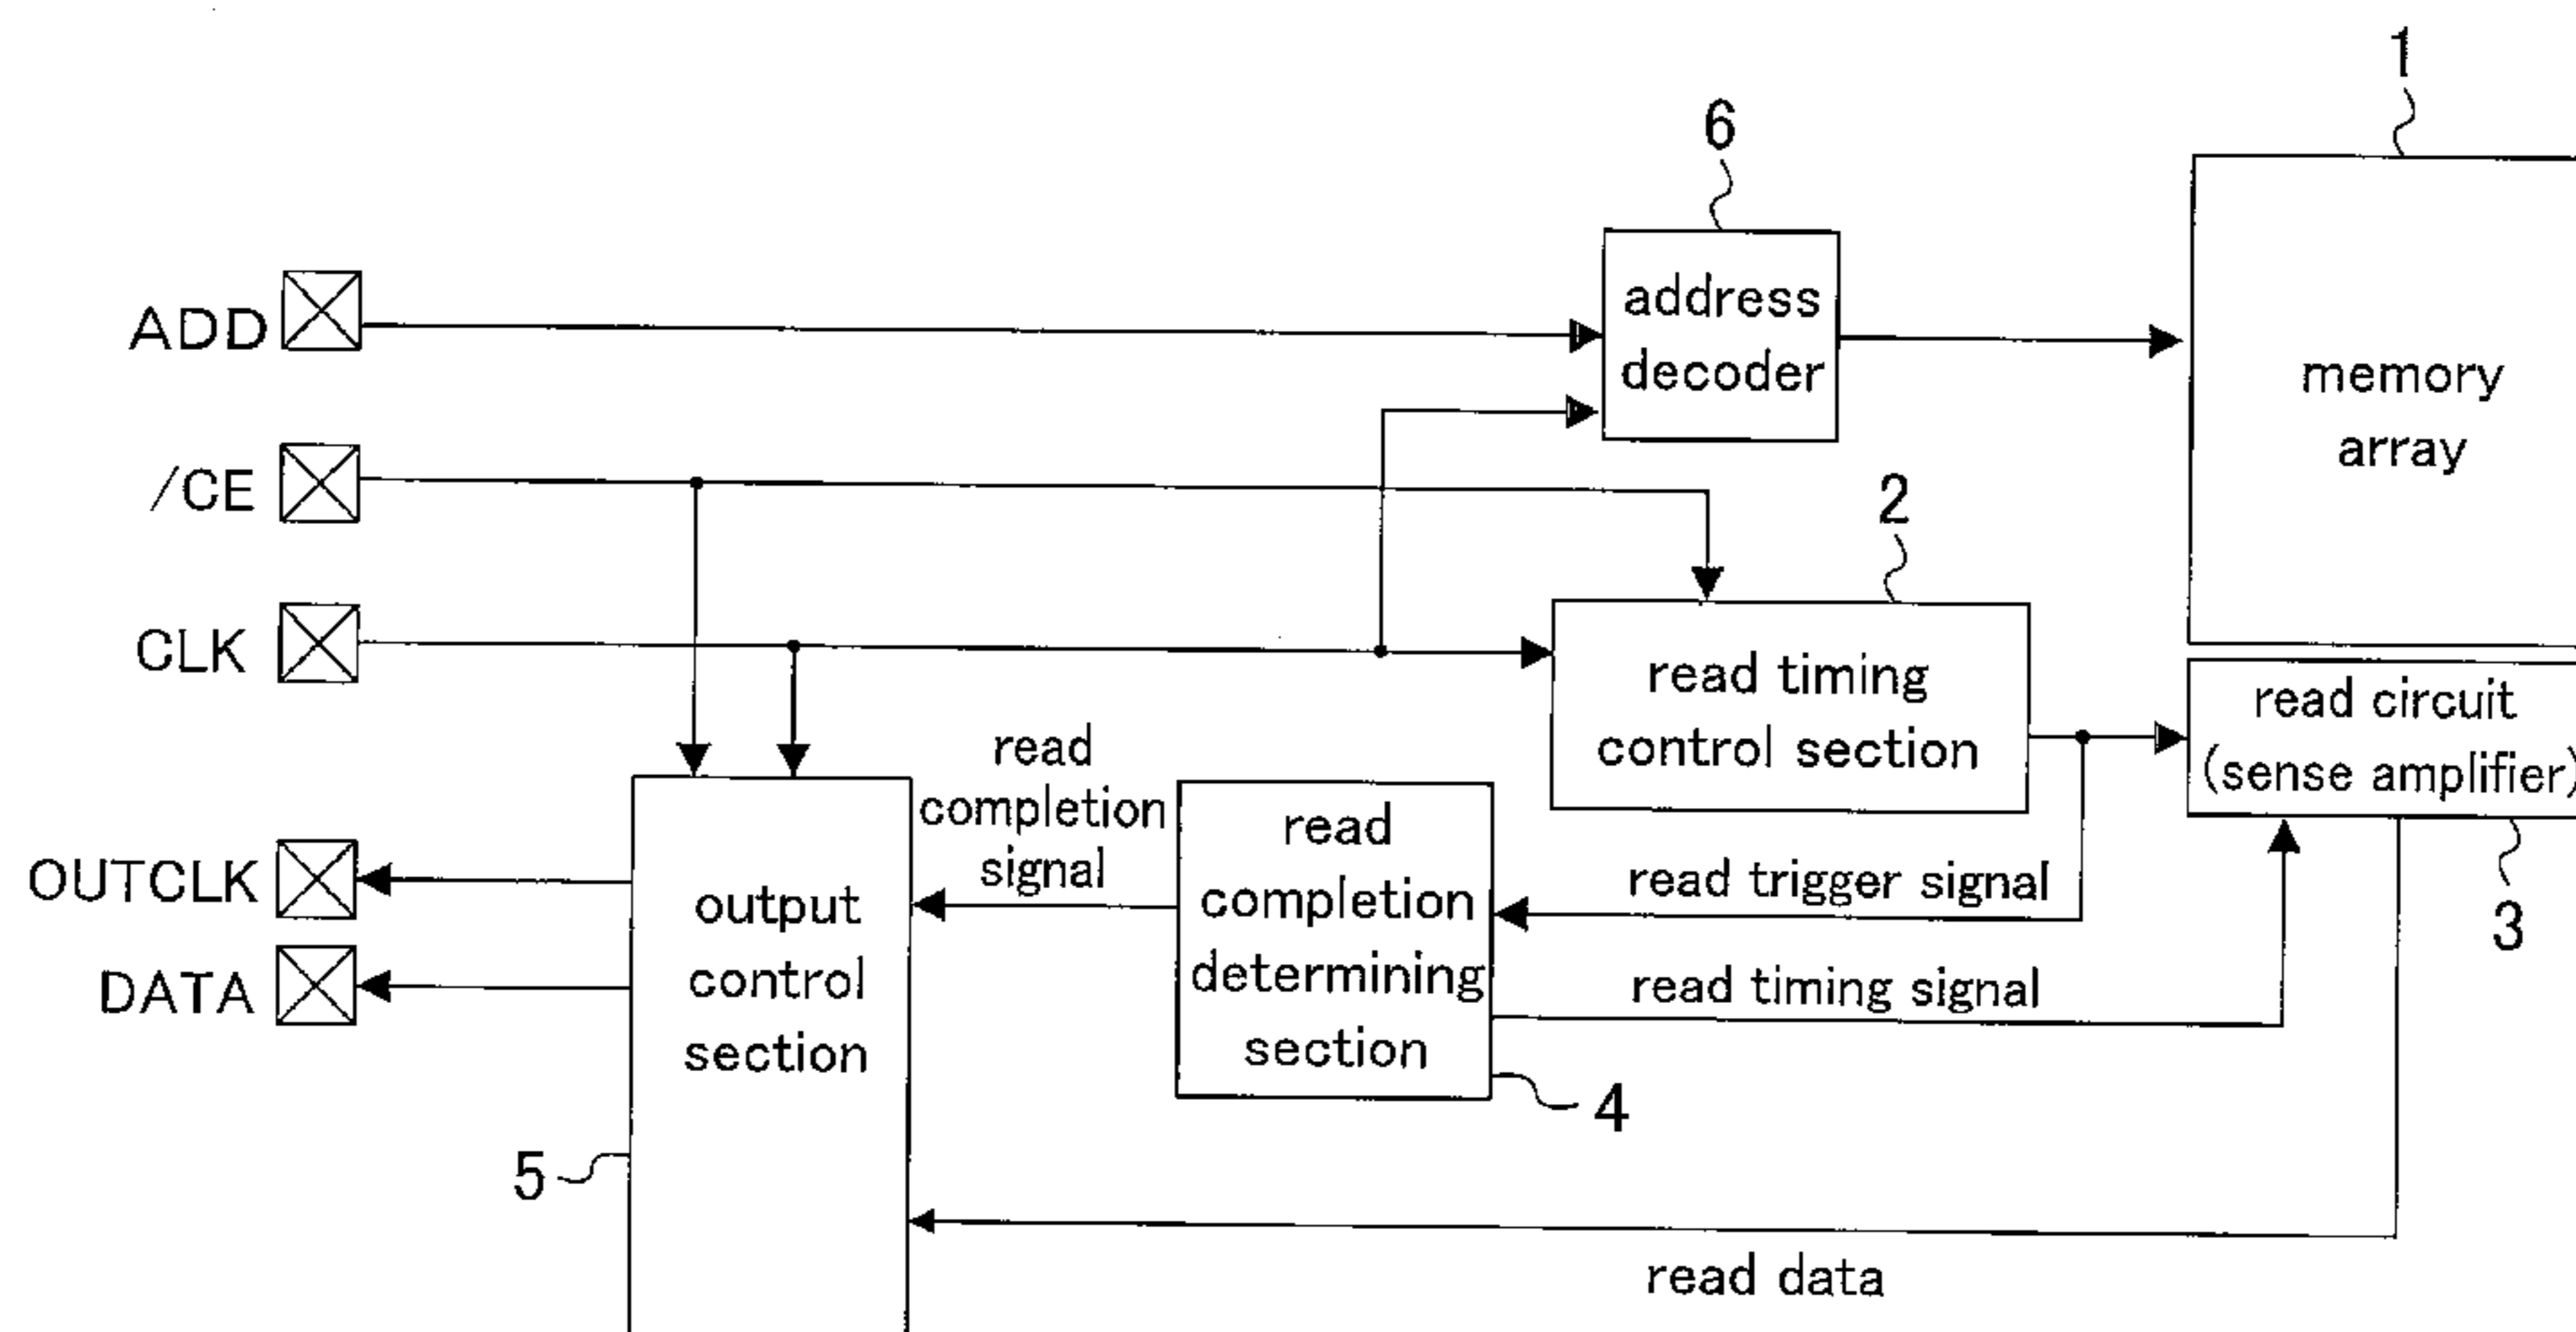 1
6
address
decoder
ADD
memory
array
/CE
2
CLK
read timing
control section
read circuit
(sense amplifier)
read
completion
signal
read
completion
determining
section
read trigger signal
OUTCLK
output
control
section
3
DATA
read timing signal
4
5
read data